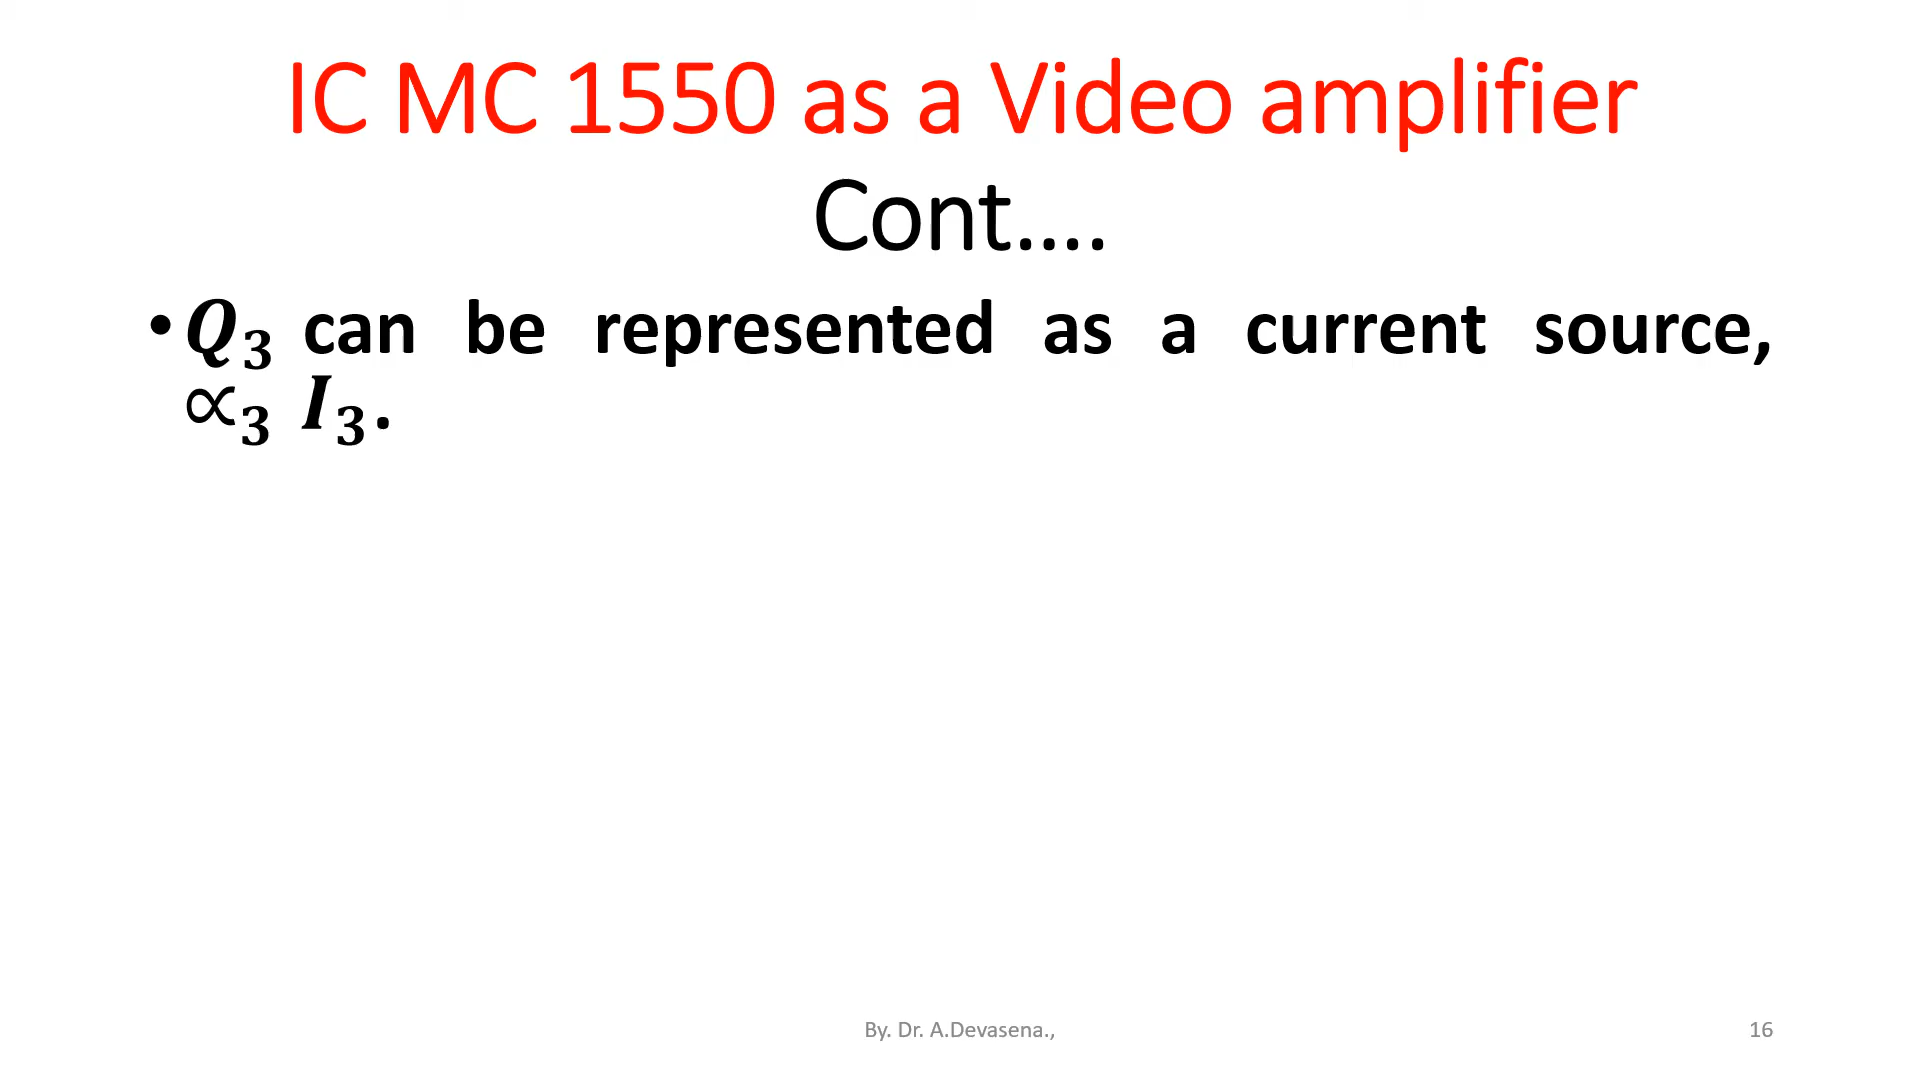 IC MC 1550 as a Video amplifier
Cont….
•Q₃ can be represented as a current source,
∝₃ I₃.
By. Dr. A.Devasena.,
16